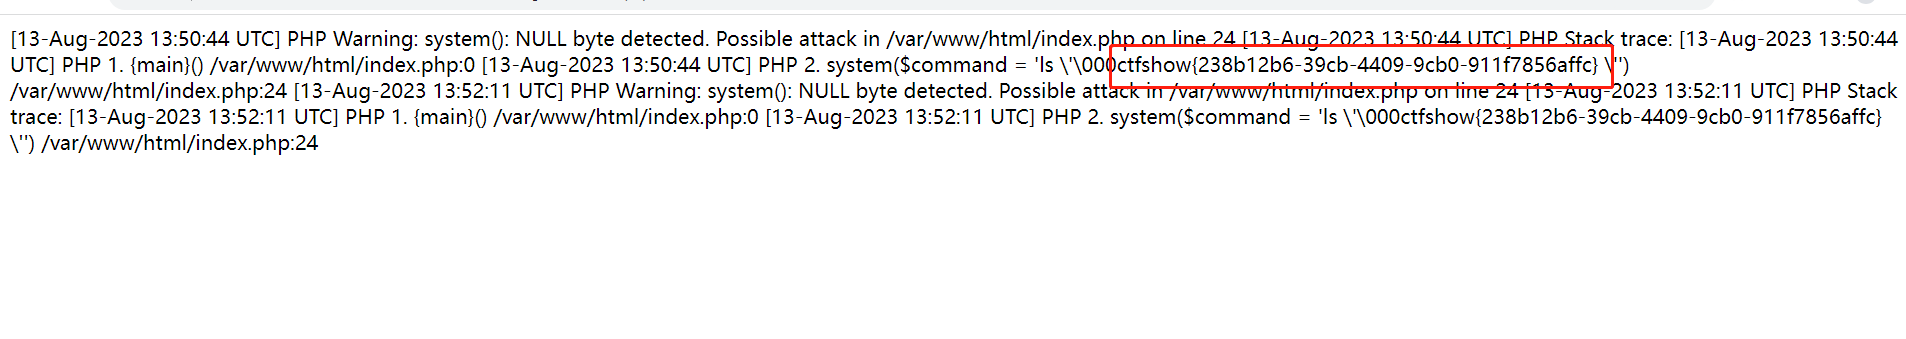 [13-Aug-2023 13:50:44 UTC] PHP Warning: system(): NULL byte detected. Possible attack in /var/www/html/index.php on line 24 [13-Aug-2023 13:50:44 UTC] PHP Stack trace: [13-Aug-2023 13:50:44
UTC] PHP 1. {main}() /var/www/html/index.php:0 [13-Aug-2023 13:50:44 UTC] PHP 2. system($command = 'ls \'\000ctfshow{238b12b6-39cb-4409-9cb0-911f7856affc} \'')
/var/www/html/index.php:24 [13-Aug-2023 13:52:11 UTC] PHP Warning: system(): NULL byte detected. Possible attack in /var/www/html/index.php on line 24 [13-Aug-2023 13:52:11 UTC] PHP Stack
trace: [13-Aug-2023 13:52:11 UTC] PHP 1. {main}() /var/www/html/index.php:0 [13-Aug-2023 13:52:11 UTC] PHP 2. system($command = 'ls \'\000ctfshow{238b12b6-39cb-4409-9cb0-911f7856affc}
\'') /var/www/html/index.php:24